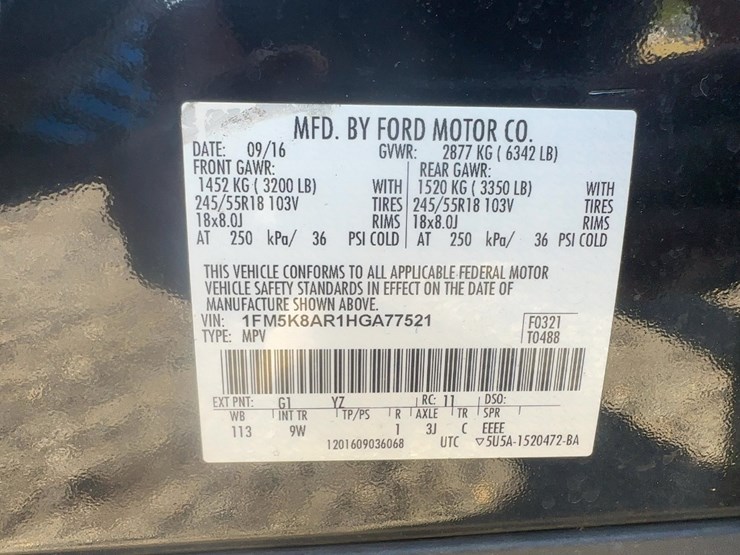 MFD. BY FORD MOTOR CO.
DATE: 09/16 GVWR: 2877 KG ( 6342 LB)
FRONT GAWR: REAR GAWR:
1452 KG ( 3200 LB) WITH 1520 KG ( 3350 LB) WITH
245/55R18 103V TIRES 245/55R18 103V TIRES
18x8.0J RIMS 18x8.0J RIMS
AT 250 kPa/ 36 PSI COLD AT 250 kPa/ 36 PSI COLD
THIS VEHICLE CONFORMS TO ALL APPLICABLE FEDERAL MOTOR
VEHICLE SAFETY STANDARDS IN EFFECT ON THE DATE OF
MANUFACTURE SHOWN ABOVE.
VIN: 1FM5K8AR1HGA77521 F0321
TYPE: MPV T0488
EXT PNT: G1 YZ RC: 11 DSO:
WB INT TR TP/PS R AXLE TR SPR
113 9W 1 3J C EEEE
1201609036068 UTC ▽5U5A-1520472-BA